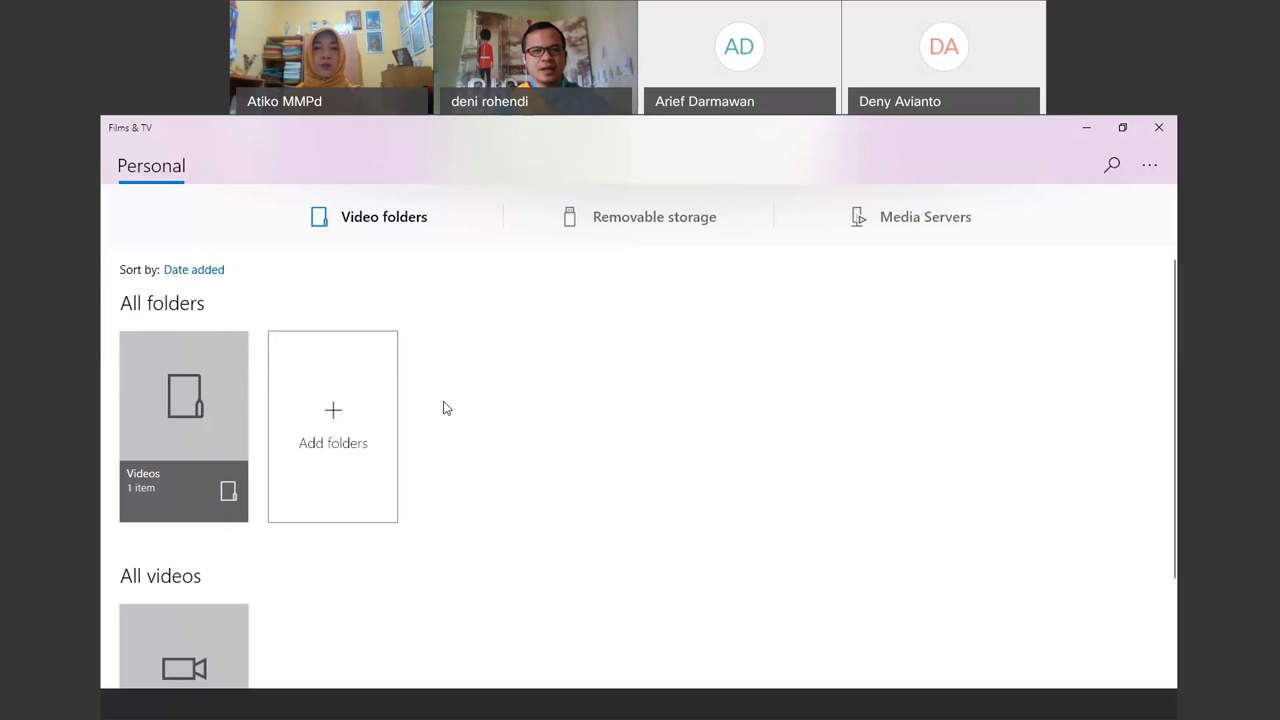 AD
DA
Atiko MMPd
deni rohendi
Arief Darmawan
Deny Avianto
Films & TV
Personal
Video folders
Removable storage
Media Servers
Sort by: Date added
All folders
Videos
1 item
Add folders
All videos